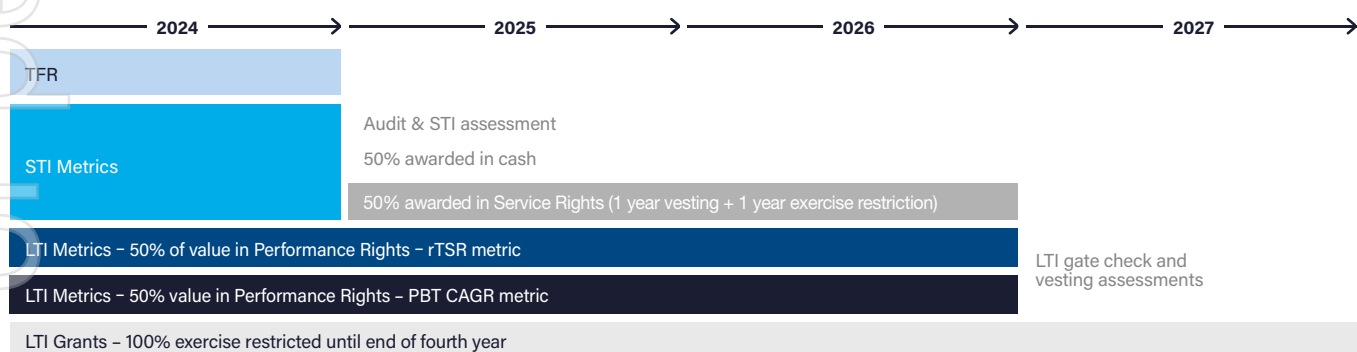 2024 2025 2026 2027
TFR
STI Metrics
Audit & STI assessment
50% awarded in cash
50% awarded in Service Rights (1 year vesting + 1 year exercise restriction)
LTI Metrics – 50% of value in Performance Rights – rTSR metric
LTI Metrics – 50% value in Performance Rights – PBT CAGR metric
LTI gate check and
vesting assessments
LTI Grants – 100% exercise restricted until end of fourth year